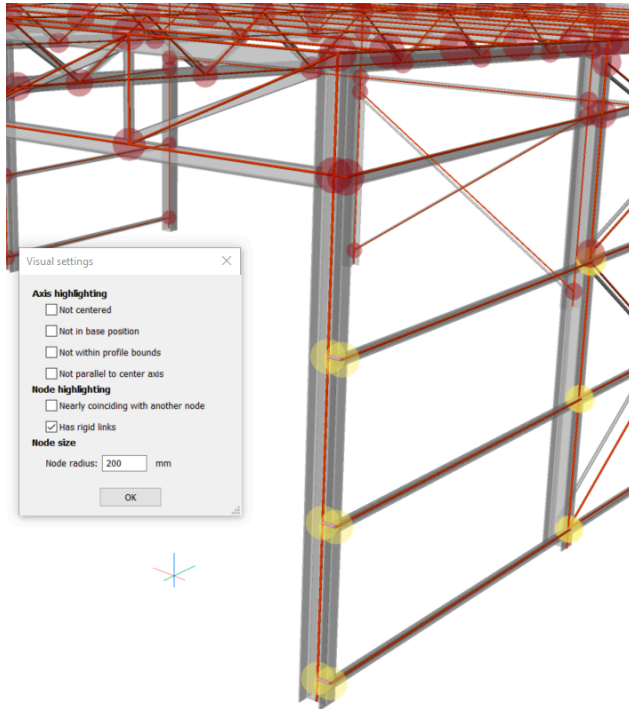 Visual settings
Axis highlighting
Not centered
Not in base position
Not within profile bounds
Not parallel to center axis
Node highlighting
Nearly coinciding with another node
Has rigid links
Node size
Node radius: 200 mm
OK